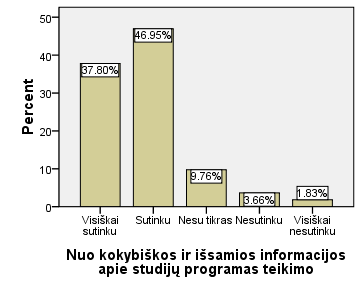 50
40
30
20
10
0
Percent
37.80%
46.95%
9.76%
3.66%
1.83%
Visiškai sutinku
Sutinku
Nesu tikras
Nesutinku
Visiškai nesutinku
Nuo kokybiškos ir išsamios informacijos
apie studijų programas teikimo